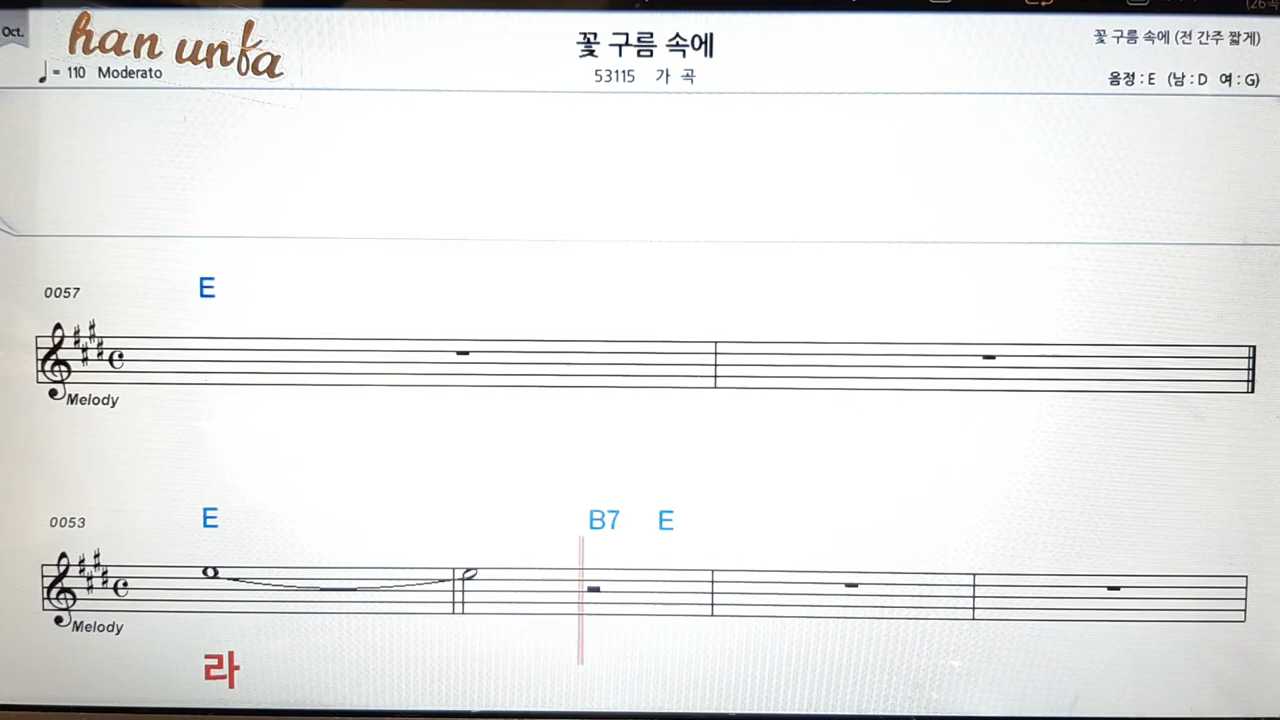 Oct.
han unfa
= 110 Moderato
꽃 구름 속에
53115 가 곡
꽃 구름 속에 (전 간주 짧게)
음정 : E (남 : D 여 : G)
0057
E
Melody
0053
E B7 E
Melody
라